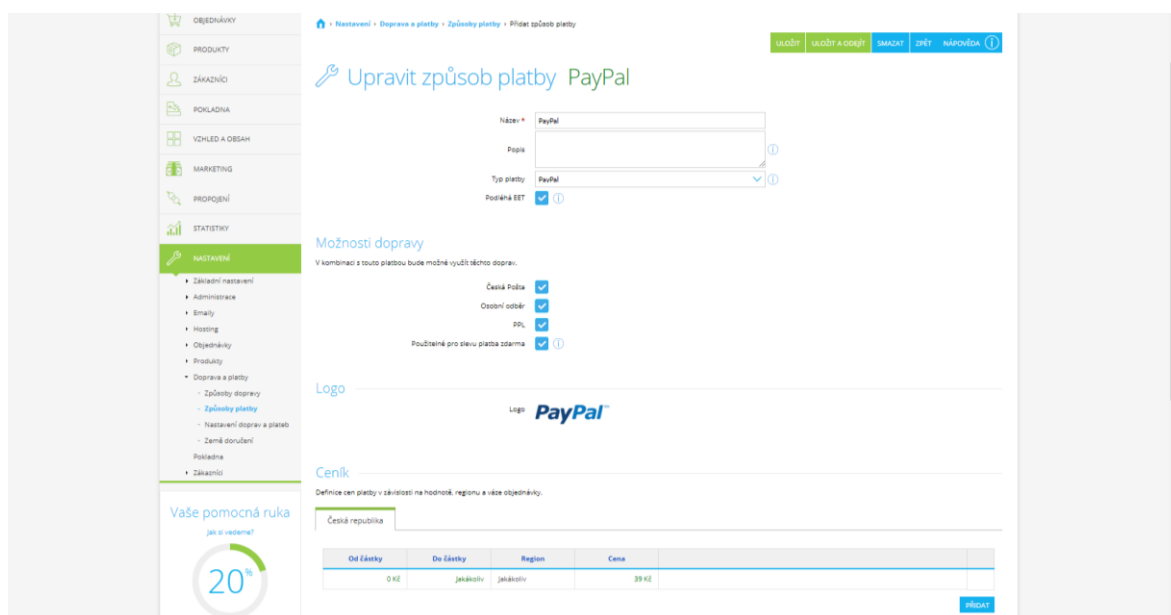 OBJEDNÁVKY
PRODUKTY
ZÁKAZNÍCI
POKLADNA
VZHLED A OBSAH
MARKETING
PROPOJENÍ
STATISTIKY
NASTAVENÍ
Základní nastavení
Administrace
Emaily
Hosting
Objednávky
Produkty
Doprava a platby
- Způsoby dopravy
- Způsoby platby
- Nastavení doprav a plateb
- Země doručení
Pokladna
Zákazníci
Vaše pomocná ruka
Jak si vedeme?
20%
Nastavení Doprava a platby Způsoby platby Přidat způsob platby
ULOŽIT ULOŽIT A ODEJÍT SMAZAT ZPĚT NÁPOVĚDA
Upravit způsob platby PayPal
Název * PayPal
Popis
Typ platby PayPal
Podléhá EET
Možnosti dopravy
V kombinaci s touto platbou bude možné využít těchto doprav.
Česká Pošta
Osobní odběr
PPL
Použitelné pro slevu platba zdarma
Logo
Logo PayPal™
Ceník
Definice cen platby v závislosti na hodnotě, regionu a váze objednávky.
Česká republika
Od částky Do částky Region Cena
0 Kč Jakákoliv Jakákoliv 39 Kč
PŘIDAT